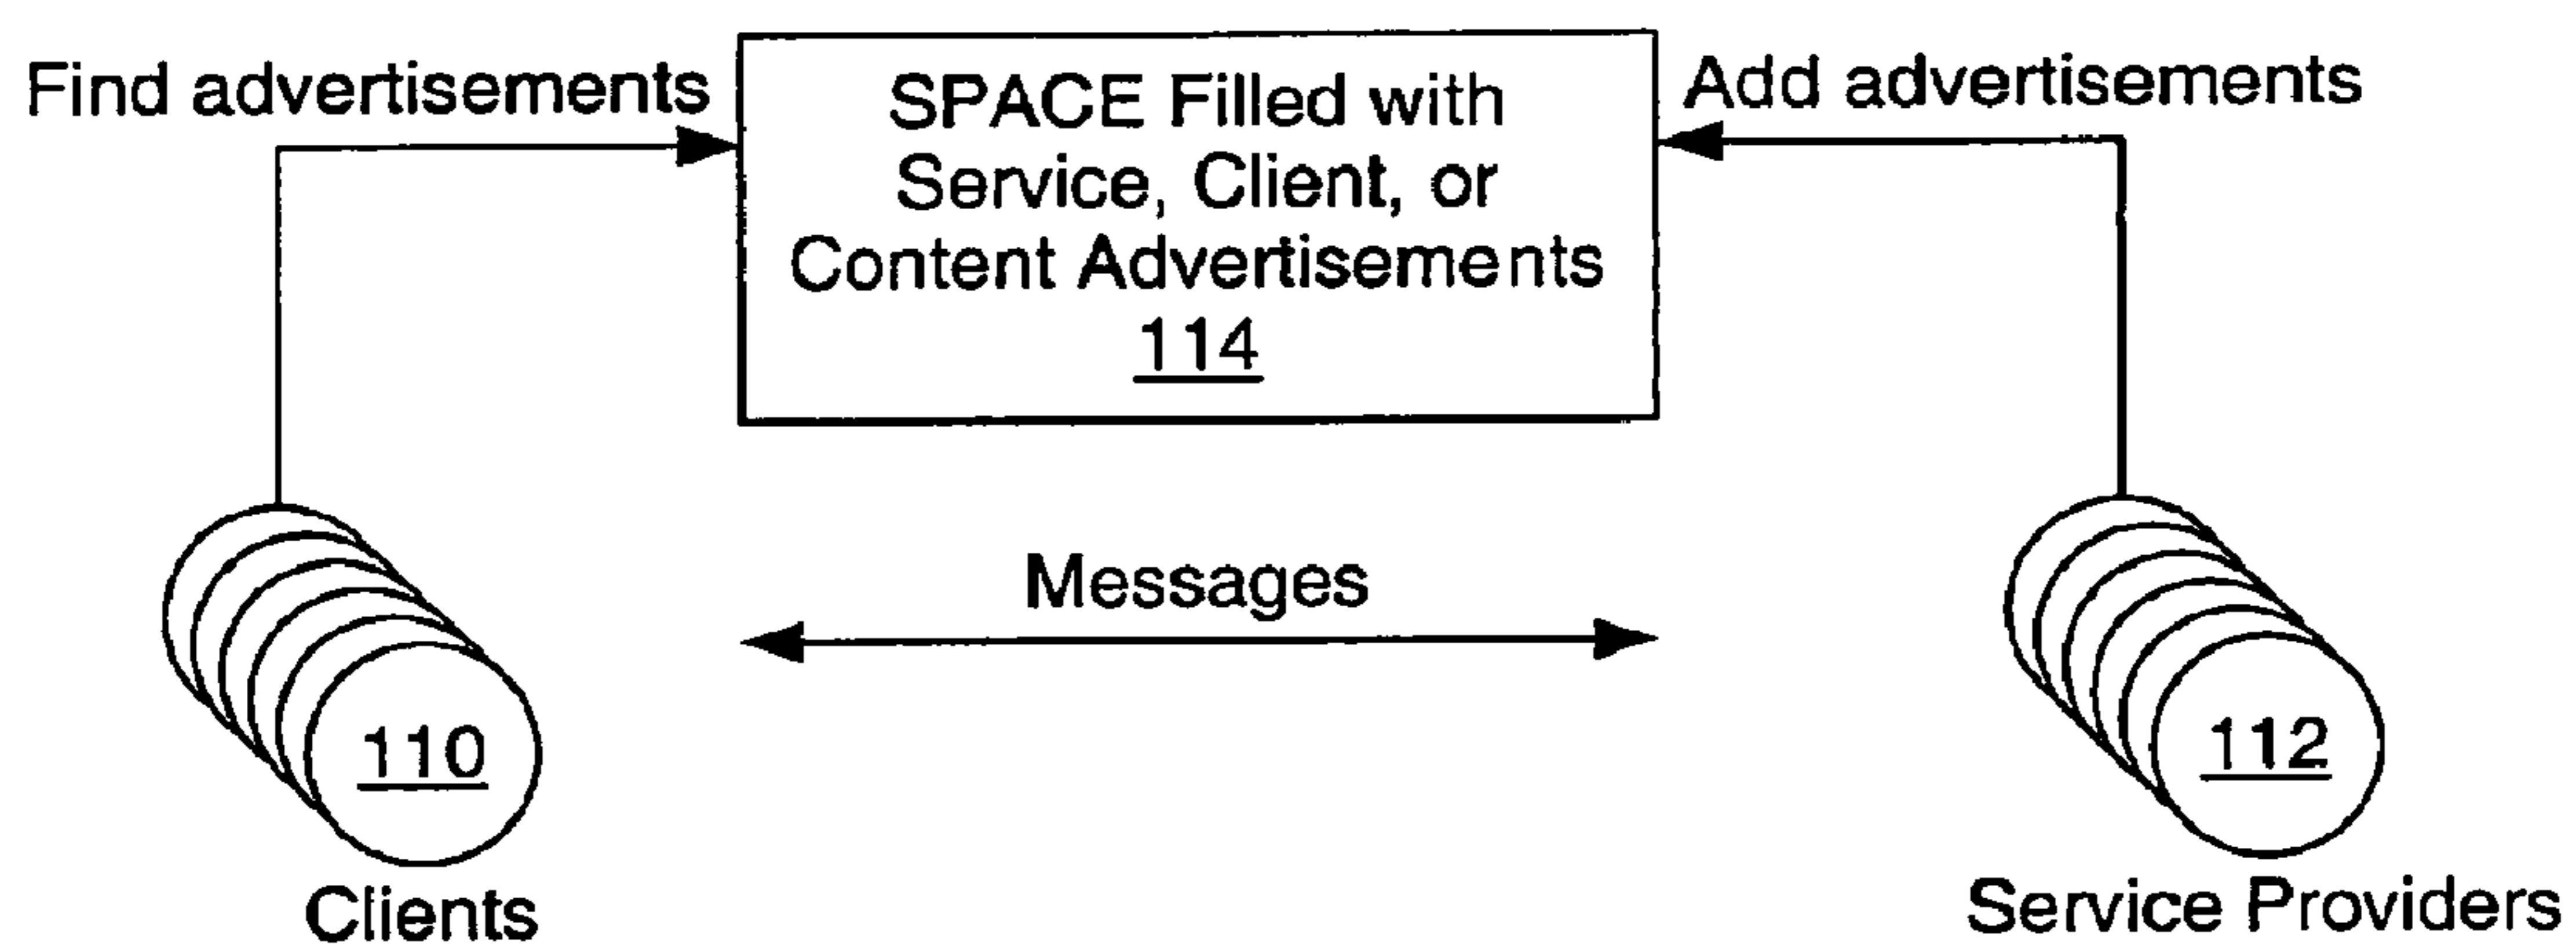 Find advertisements
SPACE Filled with
Service, Client, or
Content Advertisements
114
Add advertisements
Messages
110
Clients
112
Service Providers